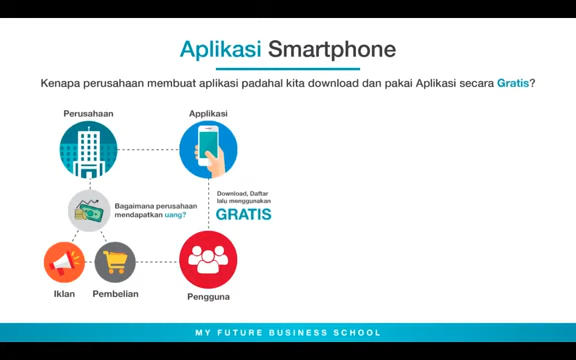 Aplikasi Smartphone
Kenapa perusahaan membuat aplikasi padahal kita download dan pakai Aplikasi secara Gratis?
Perusahaan
Applikasi
Download, Daftar
lalu menggunakan
GRATIS
Bagaimana perusahaan
mendapatkan uang?
Iklan
Pembelian
Pengguna
MY FUTURE BUSINESS SCHOOL